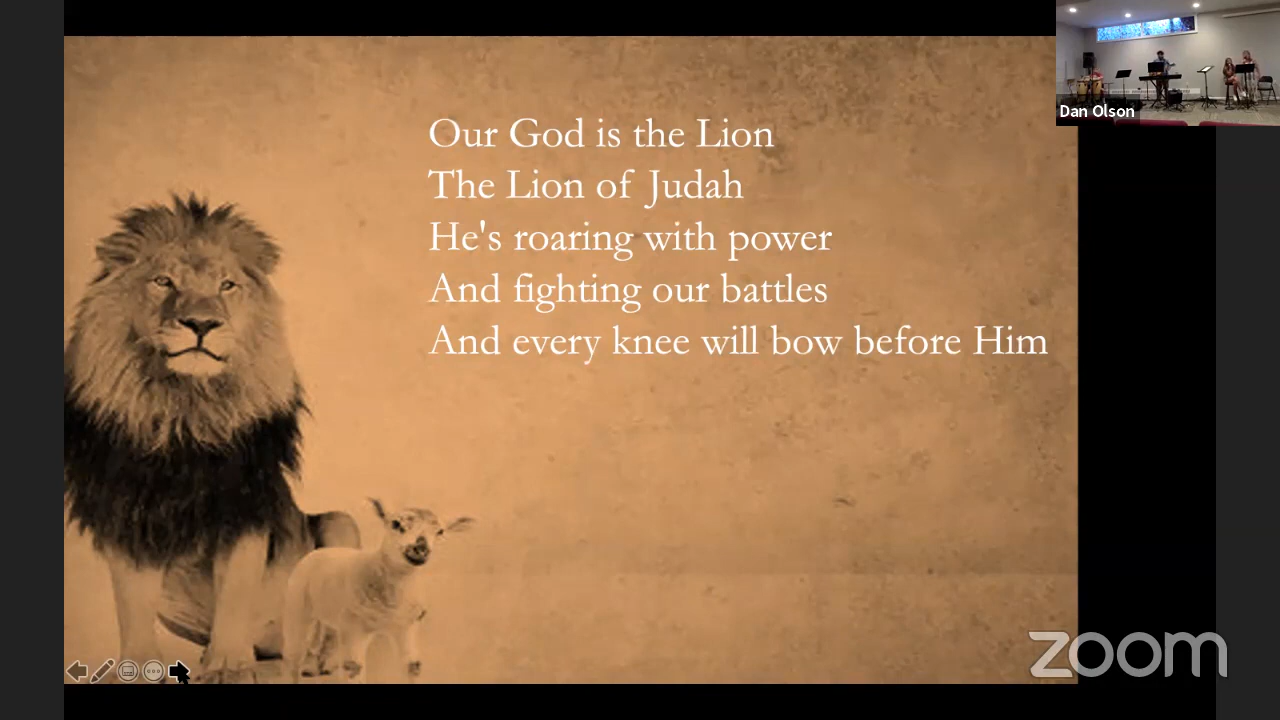 Our God is the Lion
The Lion of Judah
He's roaring with power
And fighting our battles
And every knee will bow before Him
Dan Olson
zoom